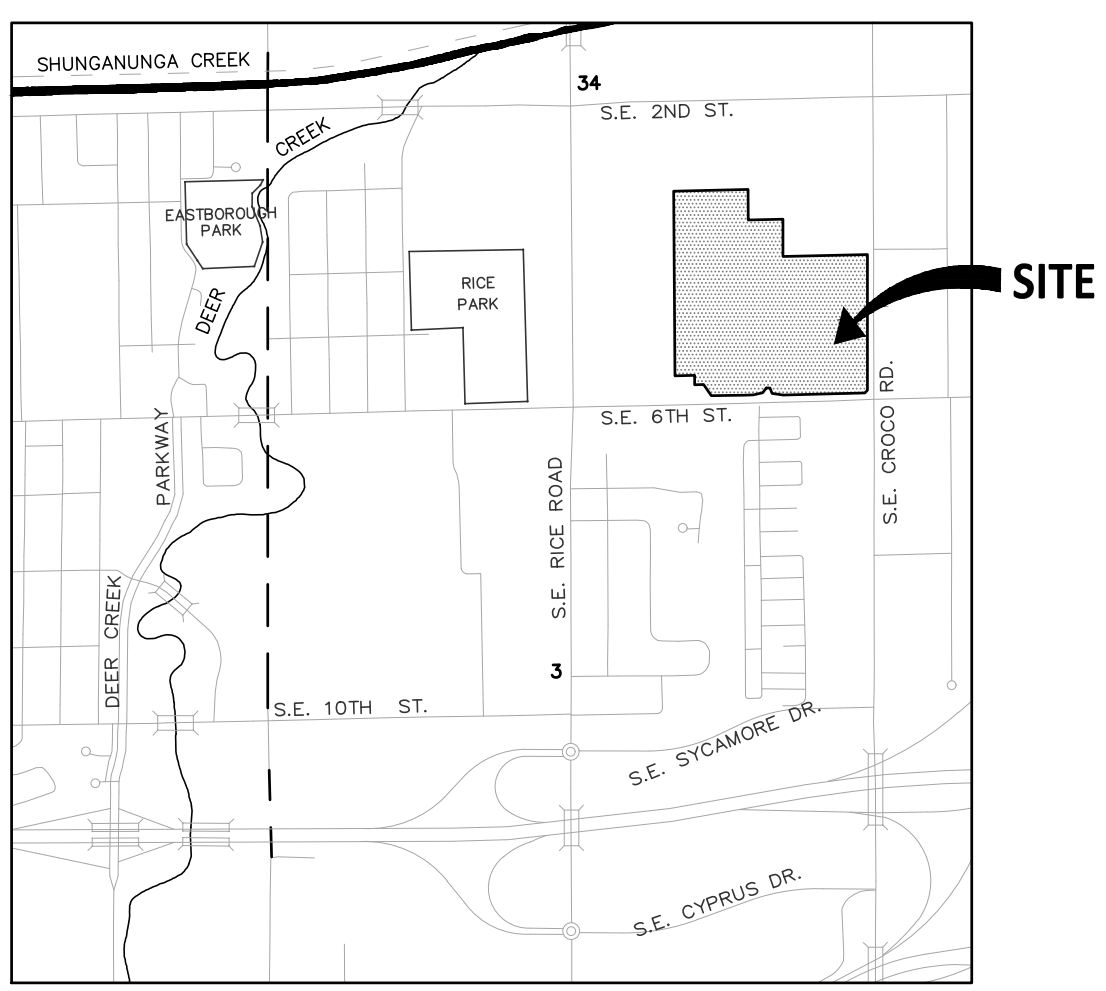 SHUNGANUNGA CREEK
34
S.E. 2ND ST.
CREEK
EASTBOROUGH
PARK
RICE
PARK
SITE
DEER
S.E. 6TH ST.
S.E. CROCO RD.
PARKWAY
S.E. RICE ROAD
DEER CREEK
3
S.E. 10TH ST.
S.E. SYCAMORE DR.
S.E. CYPRUS DR.